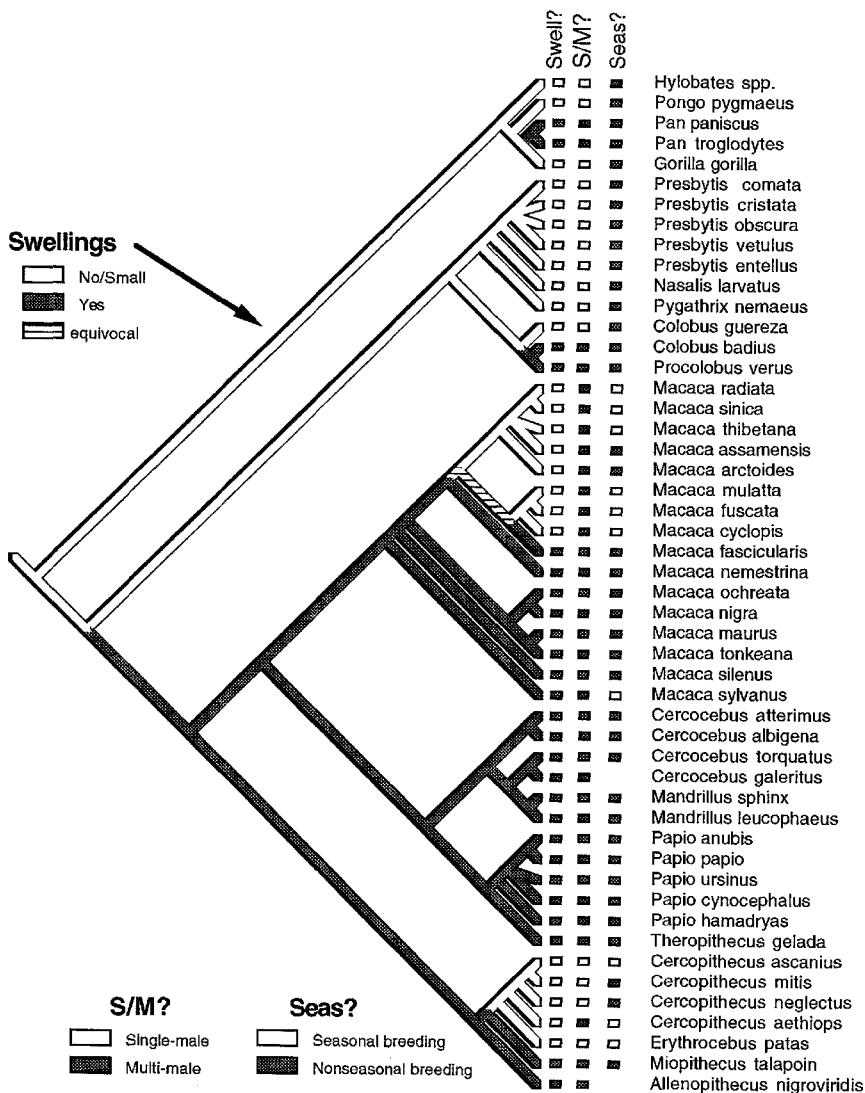 Swell?
S/M?
Seas?
Hylobates spp.
Pongo pygmaeus
Pan paniscus
Pan troglodytes
Gorilla gorilla
Presbytis comata
Presbytis cristata
Presbytis obscura
Presbytis vetulus
Presbytis entellus
Nasalis larvatus
Pygathrix nemaeus
Colobus guereza
Colobus badius
Procolobus verus
Macaca radiata
Macaca sinica
Macaca thibetana
Macaca assamensis
Macaca arctoides
Macaca mulatta
Macaca fuscata
Macaca cyclopis
Macaca fascicularis
Macaca nemestrina
Macaca ochreata
Macaca nigra
Macaca maurus
Macaca tonkeana
Macaca silenus
Macaca sylvanus
Cercocebus atterimus
Cercocebus albigena
Cercocebus torquatus
Cercocebus galeritus
Mandrillus sphinx
Mandrillus leucophaeus
Papio anubis
Papio papio
Papio ursinus
Papio cynocephalus
Papio hamadryas
Theropithecus gelada
Cercopithecus ascanius
Cercopithecus mitis
Cercopithecus neglectus
Cercopithecus aethiops
Erythrocebus patas
Miopithecus talapoin
Allenopithecus nigroviridis
Swellings
No/Small
Yes
equivocal
S/M?
Single-male
Multi-male
Seas?
Seasonal breeding
Nonseasonal breeding